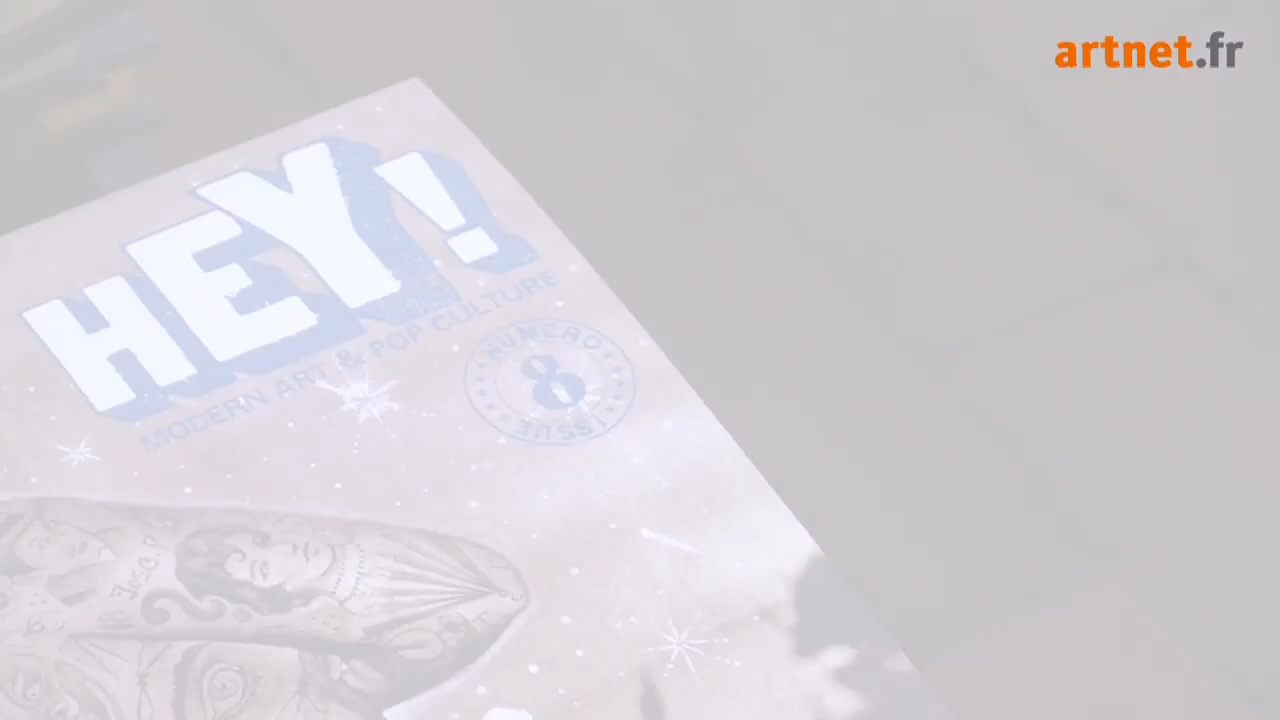 artnet.fr
HEY!
MODERN ART & POP CULTURE
NUMERO
8
ISSUE